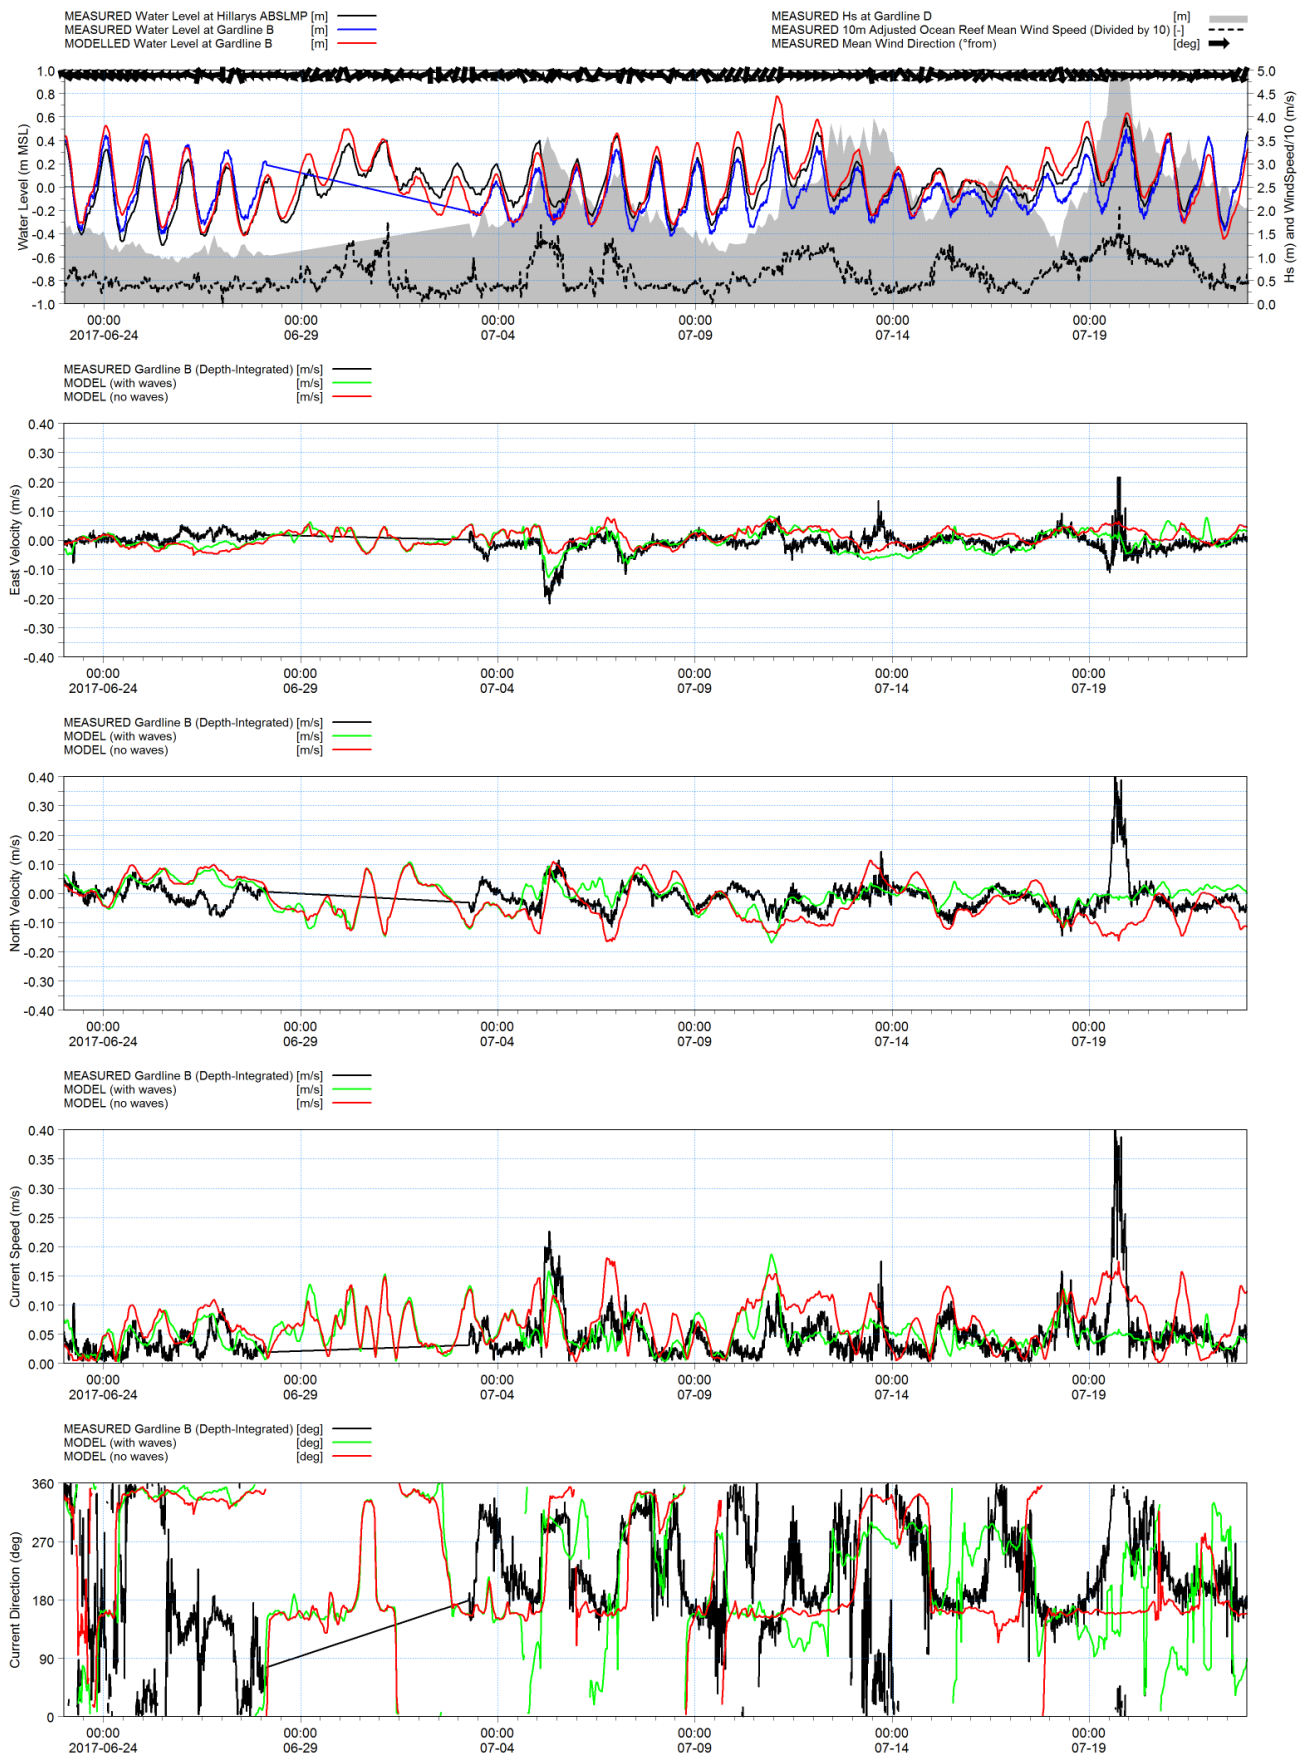 MEASURED Water Level at Hillarys ABSLMP [m]
MEASURED Water Level at Gardline B [m]
MODELLED Water Level at Gardline B [m]
MEASURED Hs at Gardline D [m]
MEASURED 10m Adjusted Ocean Reef Mean Wind Speed (Divided by 10) [-]
MEASURED Mean Wind Direction (°from) [deg]
Water Level (m MSL)
1.0
0.8
0.6
0.4
0.2
0.0
-0.2
-0.4
-0.6
-0.8
-1.0
5.0
4.5
4.0
3.5
3.0
2.5
2.0
1.5
1.0
0.5
0.0
Hs (m) and WindSpeed/10 (m/s)
00:00 00:00 00:00 00:00 00:00 00:00
2017-06-24 06-29 07-04 07-09 07-14 07-19
MEASURED Gardline B (Depth-Integrated) [m/s]
MODEL (with waves) [m/s]
MODEL (no waves) [m/s]
East Velocity (m/s)
0.40
0.30
0.20
0.10
0.00
-0.10
-0.20
-0.30
-0.40
00:00 00:00 00:00 00:00 00:00 00:00
2017-06-24 06-29 07-04 07-09 07-14 07-19
MEASURED Gardline B (Depth-Integrated) [m/s]
MODEL (with waves) [m/s]
MODEL (no waves) [m/s]
North Velocity (m/s)
0.40
0.30
0.20
0.10
0.00
-0.10
-0.20
-0.30
-0.40
00:00 00:00 00:00 00:00 00:00 00:00
2017-06-24 06-29 07-04 07-09 07-14 07-19
MEASURED Gardline B (Depth-Integrated) [m/s]
MODEL (with waves) [m/s]
MODEL (no waves) [m/s]
Current Speed (m/s)
0.40
0.35
0.30
0.25
0.20
0.15
0.10
0.05
0.00
00:00 00:00 00:00 00:00 00:00 00:00
2017-06-24 06-29 07-04 07-09 07-14 07-19
MEASURED Gardline B (Depth-Integrated) [deg]
MODEL (with waves) [deg]
MODEL (no waves) [deg]
Current Direction (deg)
360
270
180
90
0
00:00 00:00 00:00 00:00 00:00 00:00
2017-06-24 06-29 07-04 07-09 07-14 07-19